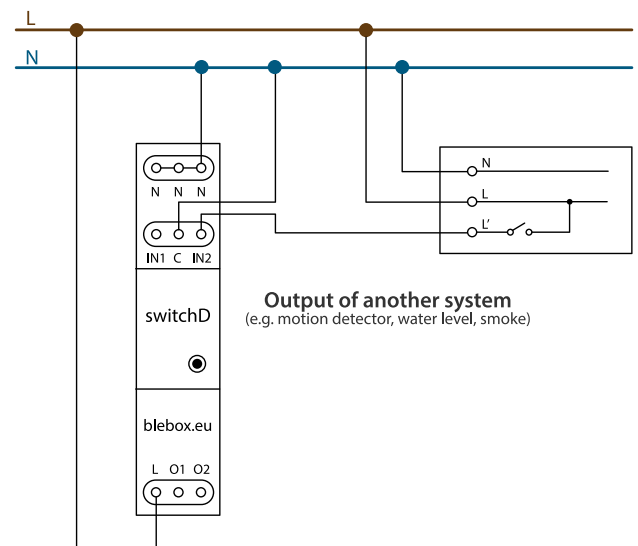 L
N
N N N
IN1 C IN2
switchD
blebox.eu
L O1 O2
N
L
L’
Output of another system
(e.g. motion detector, water level, smoke)